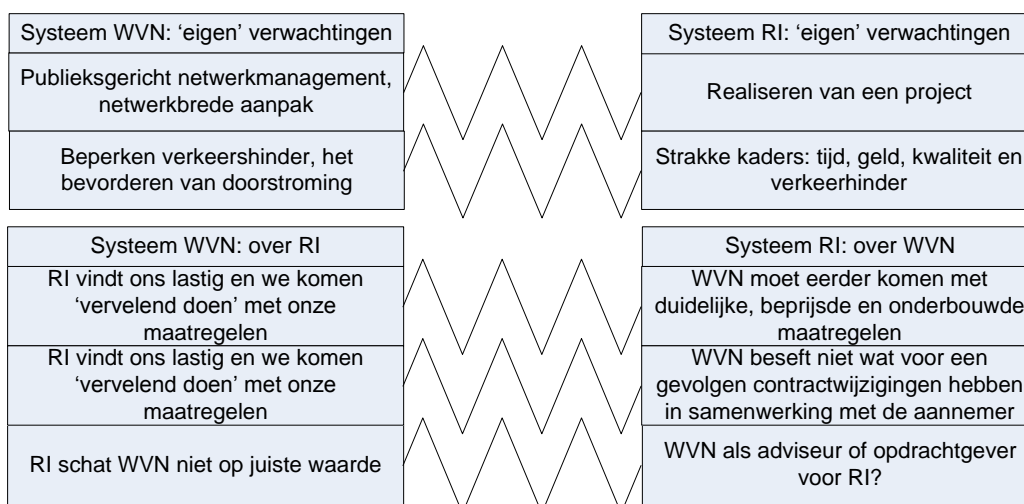 Systeem WVN: ‘eigen’ verwachtingen
Publieksgericht netwerkmanagement,
netwerkbrede aanpak
Beperken verkeershinder, het
bevorderen van doorstroming
Systeem RI: ‘eigen’ verwachtingen
Realiseren van een project
Strakke kaders: tijd, geld, kwaliteit en
verkeerhinder
Systeem WVN: over RI
RI vindt ons lastig en we komen
‘vervelend doen’ met onze
maatregelen
RI vindt ons lastig en we komen
‘vervelend doen’ met onze
maatregelen
RI schat WVN niet op juiste waarde
Systeem RI: over WVN
WVN moet eerder komen met
duidelijke, beprijsde en onderbouwde
maatregelen
WVN beseft niet wat voor een
gevolgen contractwijzigingen hebben
in samenwerking met de aannemer
WVN als adviseur of opdrachtgever
voor RI?